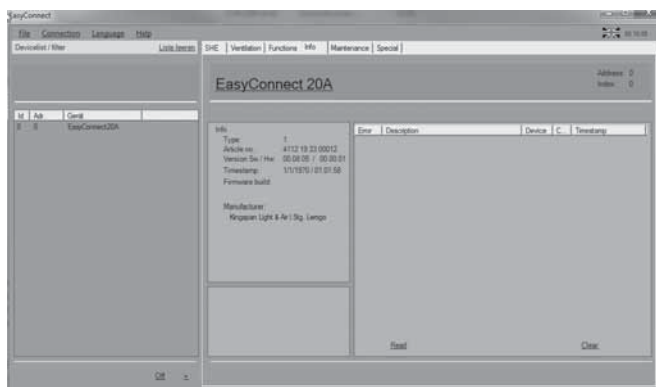 EasyConnect
File Connection Language Help
Devicelist / filter Liste leeren
SHE Ventilation Functions Info Maintenance Special
EasyConnect 20A
Address: 0
Index: 0
Id Adr. Gerät
0 0 EasyConnect20A
Info
Type: 1
Article no.: 4112 19 33 00012
Version Sw / Hw: 00.08.05 / 00.00.01
Timestamp: 1/1/1970 / 01:01:58
Firmware build:
Manufacturer:
Kingspan Light & Air | Stg. Lemgo
Error Description Device C... Timestamp
Read Clear
Off